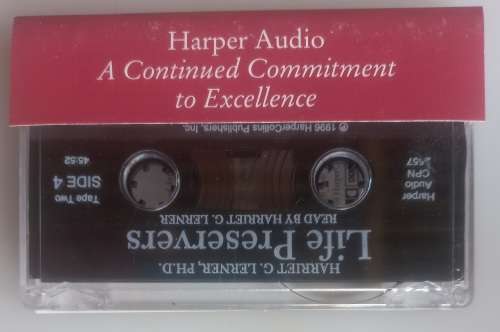 Harper Audio
A Continued Commitment
to Excellence
HARRIET G. LERNER, PH.D.
Life Preservers
READ BY HARRIET G. LERNER
Harper
Audio
CPN
Tape Two
SIDE 4
45:52
℗ 1996 HarperCollins Publishers, Inc.